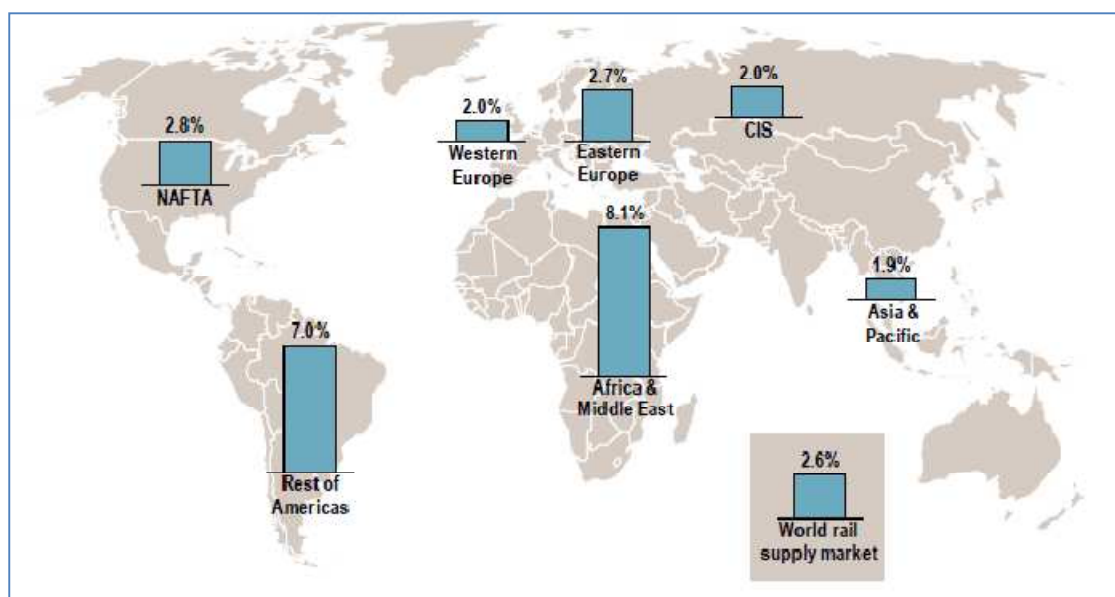 2.8%
NAFTA
2.0%
Western
Europe
2.7%
Eastern
Europe
2.0%
CIS
8.1%
Africa &
Middle East
1.9%
Asia &
Pacific
7.0%
Rest of
Americas
2.6%
World rail
supply market